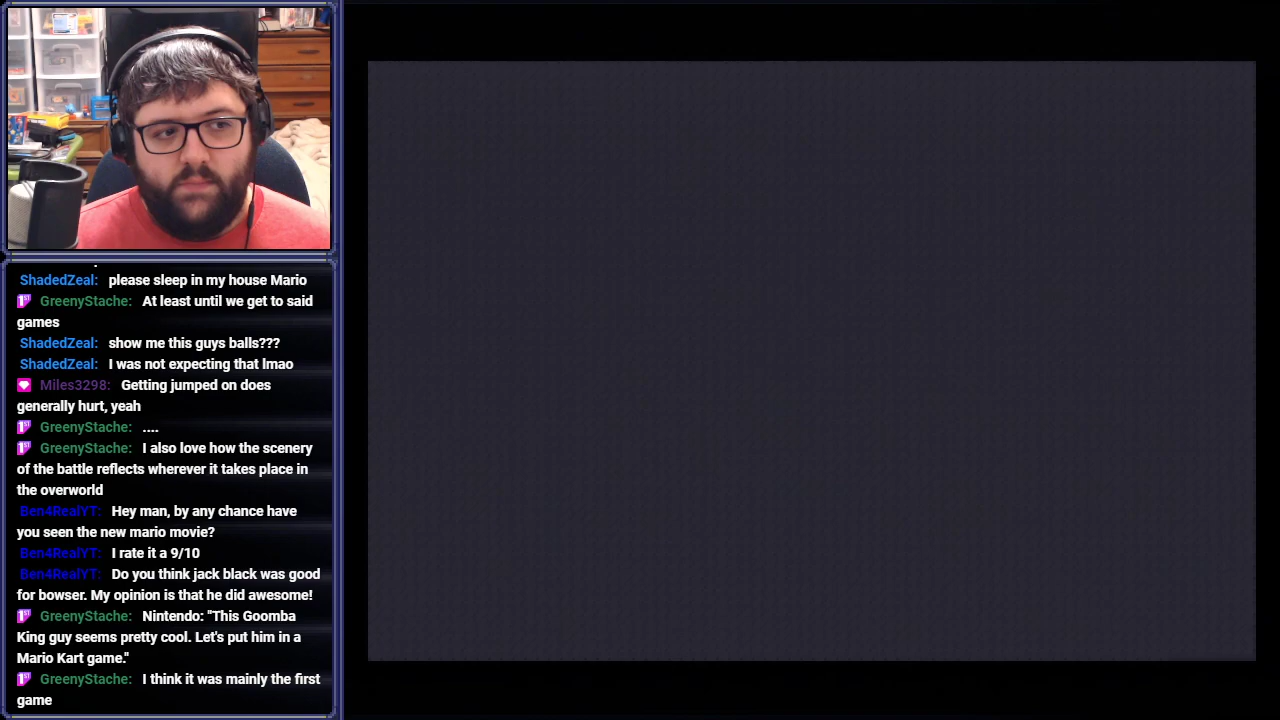 ShadedZeal: please sleep in my house Mario
GreenyStache: At least until we get to said
games
ShadedZeal: show me this guys balls???
ShadedZeal: I was not expecting that lmao
Miles3298: Getting jumped on does
generally hurt, yeah
GreenyStache: ....
GreenyStache: I also love how the scenery
of the battle reflects wherever it takes place in
the overworld
Ben4RealYT: Hey man, by any chance have
you seen the new mario movie?
Ben4RealYT: I rate it a 9/10
Ben4RealYT: Do you think jack black was good
for bowser. My opinion is that he did awesome!
GreenyStache: Nintendo: "This Goomba
King guy seems pretty cool. Let's put him in a
Mario Kart game."
GreenyStache: I think it was mainly the first
game